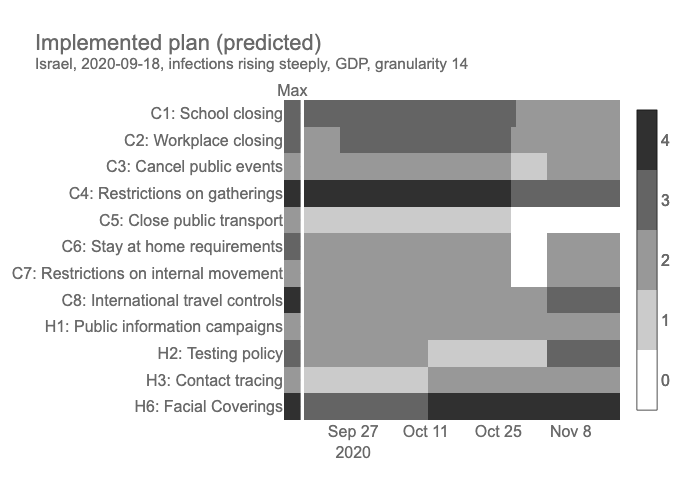 Implemented plan (predicted)
Israel, 2020-09-18, infections rising steeply, GDP, granularity 14
Max
C1: School closing
C2: Workplace closing
C3: Cancel public events
C4: Restrictions on gatherings
C5: Close public transport
C6: Stay at home requirements
C7: Restrictions on internal movement
C8: International travel controls
H1: Public information campaigns
H2: Testing policy
H3: Contact tracing
H6: Facial Coverings
4
3
2
1
0
Sep 27 Oct 11 Oct 25 Nov 8
2020